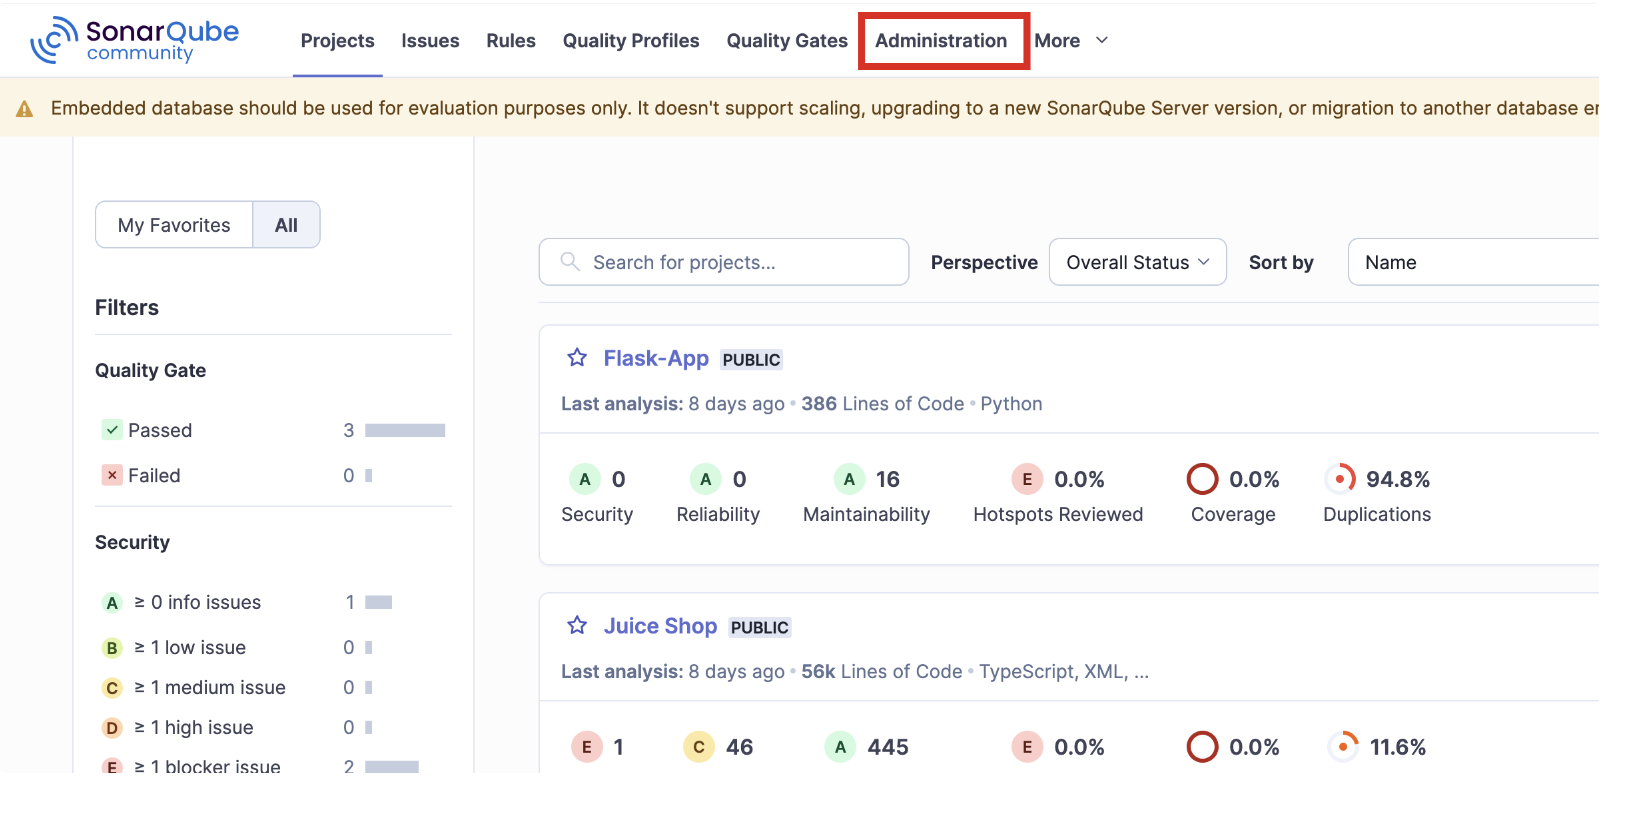 SonarQube
community
Projects Issues Rules Quality Profiles Quality Gates Administration More
Embedded database should be used for evaluation purposes only. It doesn't support scaling, upgrading to a new SonarQube Server version, or migration to another database
My Favorites All
Search for projects... Perspective Overall Status Sort by Name
Filters
Quality Gate
Passed 3
Failed 0
Security
A ≥ 0 info issues 1
B ≥ 1 low issue 0
C ≥ 1 medium issue 0
D ≥ 1 high issue 0
E ≥ 1 blocker issue 2
Flask-App PUBLIC
Last analysis: 8 days ago • 386 Lines of Code • Python
A 0 A 0 A 16 E 0.0% 0.0% 94.8%
Security Reliability Maintainability Hotspots Reviewed Coverage Duplications
Juice Shop PUBLIC
Last analysis: 8 days ago • 56k Lines of Code • TypeScript, XML, ...
E 1 C 46 A 445 E 0.0% 0.0% 11.6%